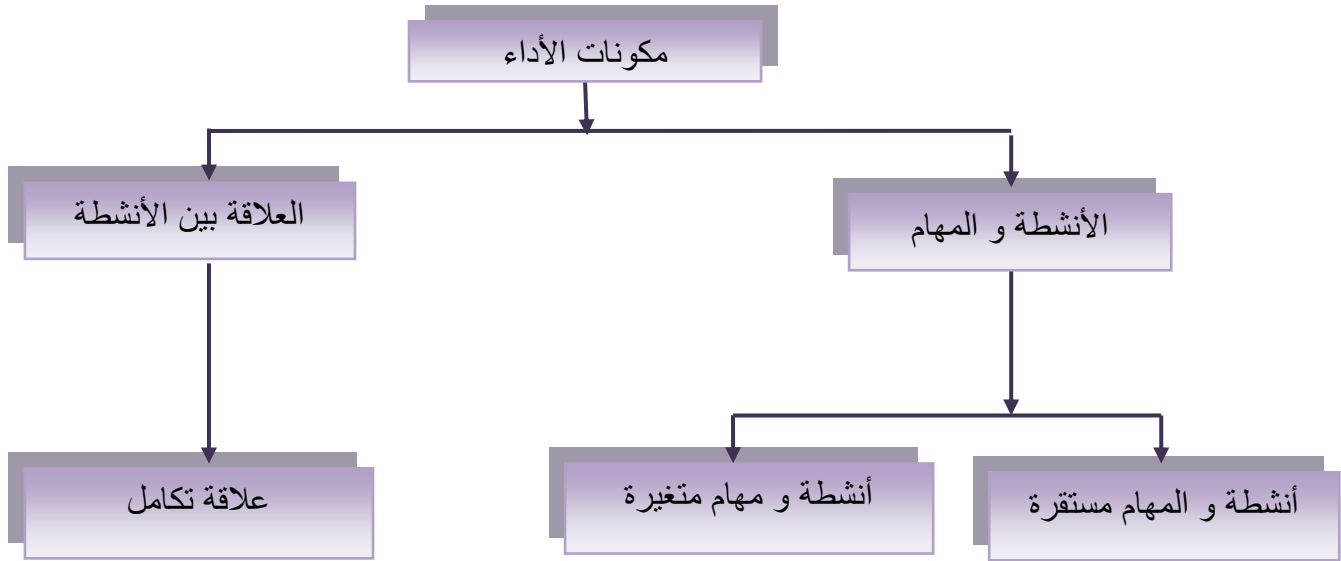 مكونات الأداء
الأنشطة و المهام
العلاقة بين الأنشطة
أنشطة و المهام مستقرة
أنشطة و مهام متغيرة
علاقة تكامل